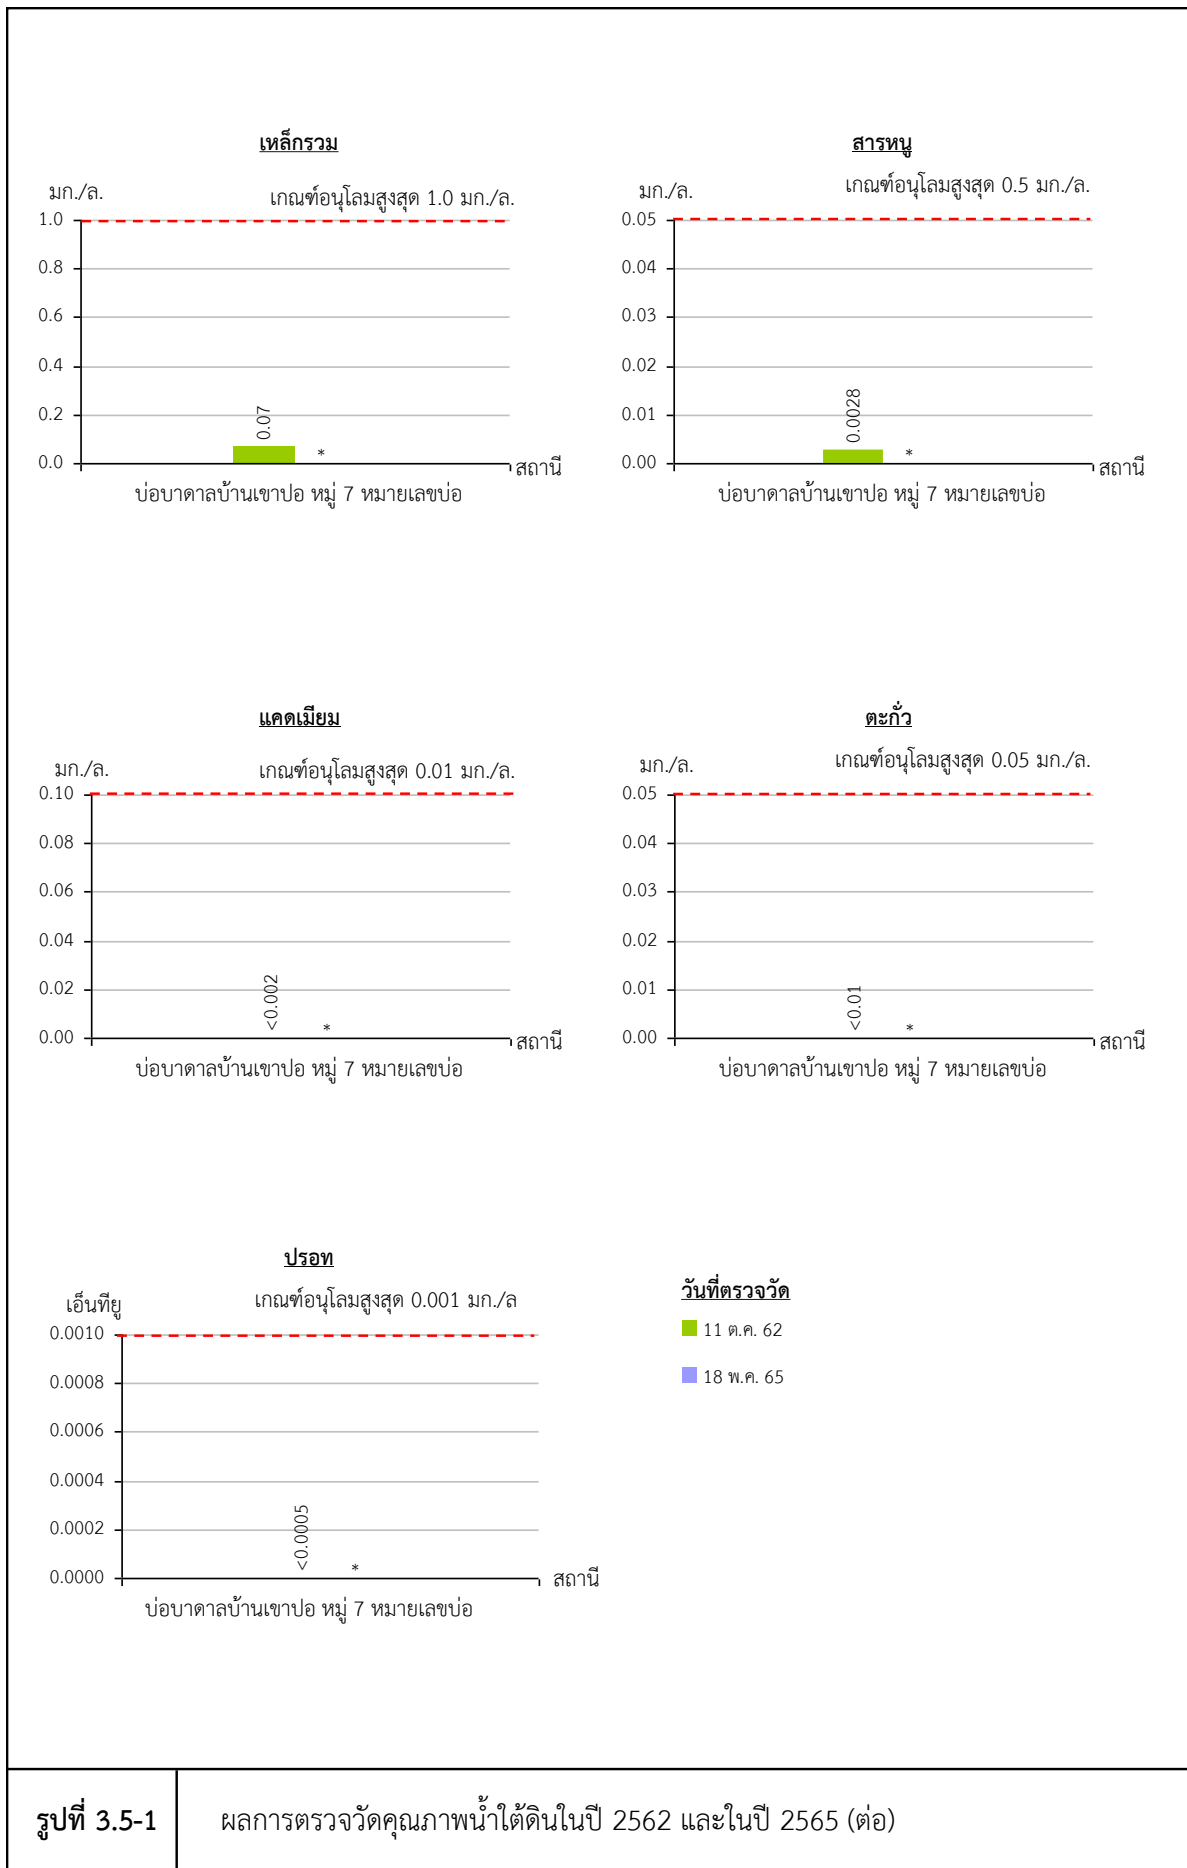 เหล็กรวม
มก./ล.
เกณฑ์อนุโลมสูงสุด 1.0 มก./ล.
1.0
0.8
0.6
0.4
0.2
0.0
0.07
*
สถานี
บ่อบาดาลบ้านเขาปอ หมู่ 7 หมายเลขบ่อ
สารหนู
มก./ล.
เกณฑ์อนุโลมสูงสุด 0.5 มก./ล.
0.05
0.04
0.03
0.02
0.01
0.00
0.0028
*
สถานี
บ่อบาดาลบ้านเขาปอ หมู่ 7 หมายเลขบ่อ
แคดเมียม
มก./ล.
เกณฑ์อนุโลมสูงสุด 0.01 มก./ล.
0.10
0.08
0.06
0.04
0.02
0.00
<0.002
*
สถานี
บ่อบาดาลบ้านเขาปอ หมู่ 7 หมายเลขบ่อ
ตะกั่ว
มก./ล.
เกณฑ์อนุโลมสูงสุด 0.05 มก./ล.
0.05
0.04
0.03
0.02
0.01
0.00
<0.01
*
สถานี
บ่อบาดาลบ้านเขาปอ หมู่ 7 หมายเลขบ่อ
ปรอท
เอ็นทียู
เกณฑ์อนุโลมสูงสุด 0.001 มก./ล
0.0010
0.0008
0.0006
0.0004
0.0002
0.0000
<0.0005
*
สถานี
บ่อบาดาลบ้านเขาปอ หมู่ 7 หมายเลขบ่อ
วันที่ตรวจวัด
11 ต.ค. 62
18 พ.ค. 65
รูปที่ 3.5-1
ผลการตรวจวัดคุณภาพน้ำใต้ดินในปี 2562 และในปี 2565 (ต่อ)